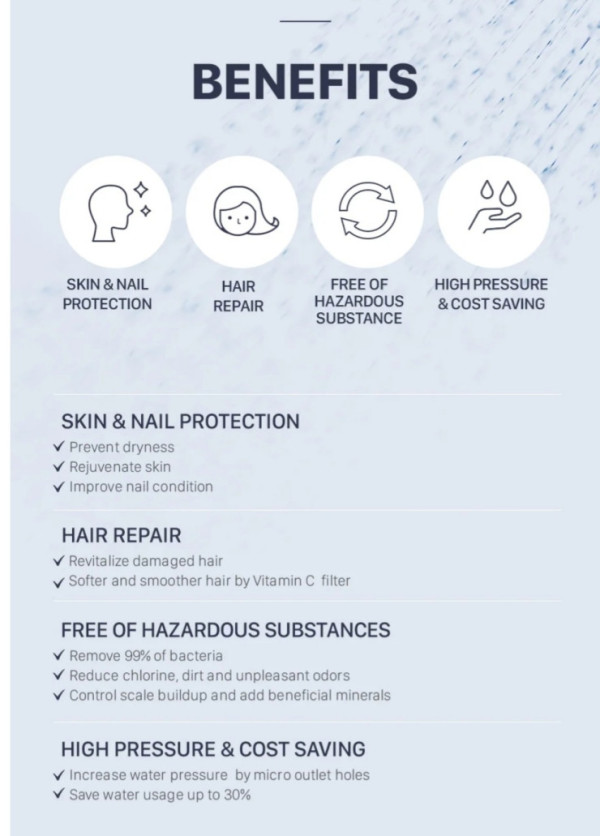 BENEFITS
SKIN & NAIL
PROTECTION
HAIR
REPAIR
FREE OF
HAZARDOUS
SUBSTANCE
HIGH PRESSURE
& COST SAVING
SKIN & NAIL PROTECTION
Prevent dryness
Rejuvenate skin
Improve nail condition
HAIR REPAIR
Revitalize damaged hair
Softer and smoother hair by Vitamin C filter
FREE OF HAZARDOUS SUBSTANCES
Remove 99% of bacteria
Reduce chlorine, dirt and unpleasant odors
Control scale buildup and add beneficial minerals
HIGH PRESSURE & COST SAVING
Increase water pressure by micro outlet holes
Save water usage up to 30%